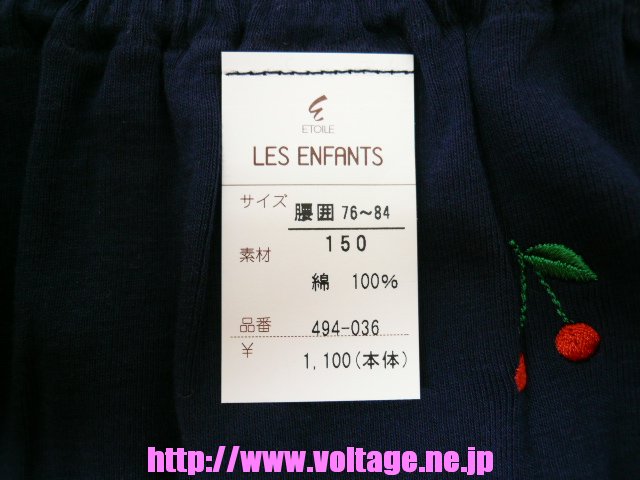 ETOILE
LES ENFANTS
サイズ 腰囲 76～84
150
素材
綿 100%
品番 494-036
¥ 1,100(本体)
http://www.voltage.ne.jp